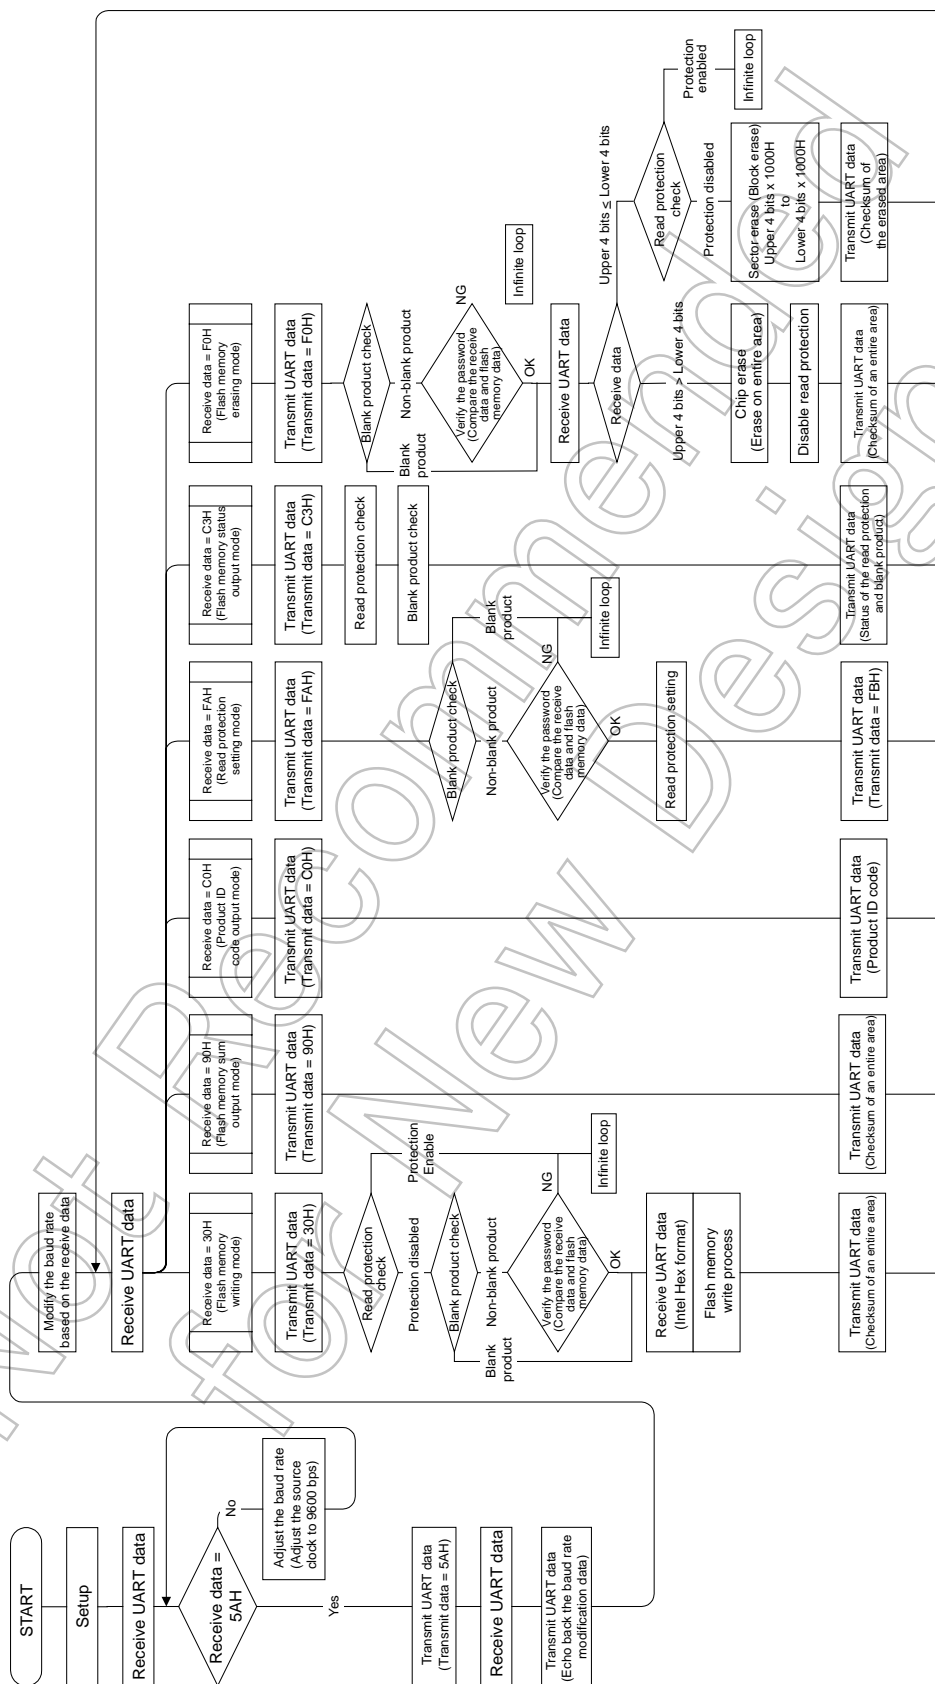 START
Setup
Receive UART data
Receive data =
5AH
No
Adjust the baud rate
(Adjust the source
clock to 9600 bps)
Yes
Transmit UART data
(Transmit data = 5AH)
Receive UART data
Transmit UART data
(Echo back the baud rate
modification data)
Modify the baud rate
based on the receive data
Receive UART data
Receive data = 30H
(Flash memory
writing mode)
Transmit UART data
(Transmit data = 30H)
Read protection
check
Protection
Enable
Protection disabled
Blank product check
Blank
product
Non-blank product
Verify the password
(Compare the receive
data and flash
memory data)
NG
Infinite loop
OK
Receive UART data
(Intel Hex format)
Flash memory
write process
Transmit UART data
(Checksum of an entire area)
Receive data = 90H
(Flash memory sum
output mode)
Transmit UART data
(Transmit data = 90H)
Transmit UART data
(Checksum of an entire area)
Receive data = C0H
(Product ID
code output mode)
Transmit UART data
(Transmit data = C0H)
Transmit UART data
(Product ID code)
Receive data = FAH
(Read protection
setting mode)
Transmit UART data
(Transmit data = FAH)
Blank product check
Blank
product
Non-blank product
Verify the password
(Compare the receive
data and flash
memory data)
NG
Infinite loop
OK
Read protection setting
Transmit UART data
(Transmit data = FBH)
Receive data = C3H
(Flash memory status
output mode)
Transmit UART data
(Transmit data = C3H)
Read protection check
Blank product check
Transmit UART data
(Status of the read protection
and blank product)
Receive data = F0H
(Flash memory
erasing mode)
Transmit UART data
(Transmit data = F0H)
Blank product check
Blank
product
Non-blank product
Verify the password
(Compare the receive
data and flash
memory data)
NG
Infinite loop
OK
Receive UART data
Receive data
Upper 4 bits > Lower 4 bits
Chip erase
(Erase on entire area)
Disable read protection
Transmit UART data
(Checksum of an entire area)
Upper 4 bits ≤ Lower 4 bits
Read protection
check
Protection
enabled
Infinite loop
Protection disabled
Sector erase (Block erase)
Upper 4 bits x 1000H
to
Lower 4 bits x 1000H
Transmit UART data
(Checksum of
the erased area)
Not Recommended
for New Design